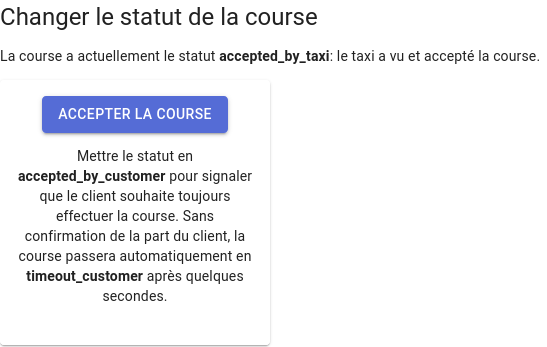 Changer le statut de la course
La course a actuellement le statut accepted_by_taxi: le taxi a vu et accepté la course.
ACCEPTER LA COURSE
Mettre le statut en
accepted_by_customer pour signaler
que le client souhaite toujours
effectuer la course. Sans
confirmation de la part du client, la
course passera automatiquement en
timeout_customer après quelques
secondes.